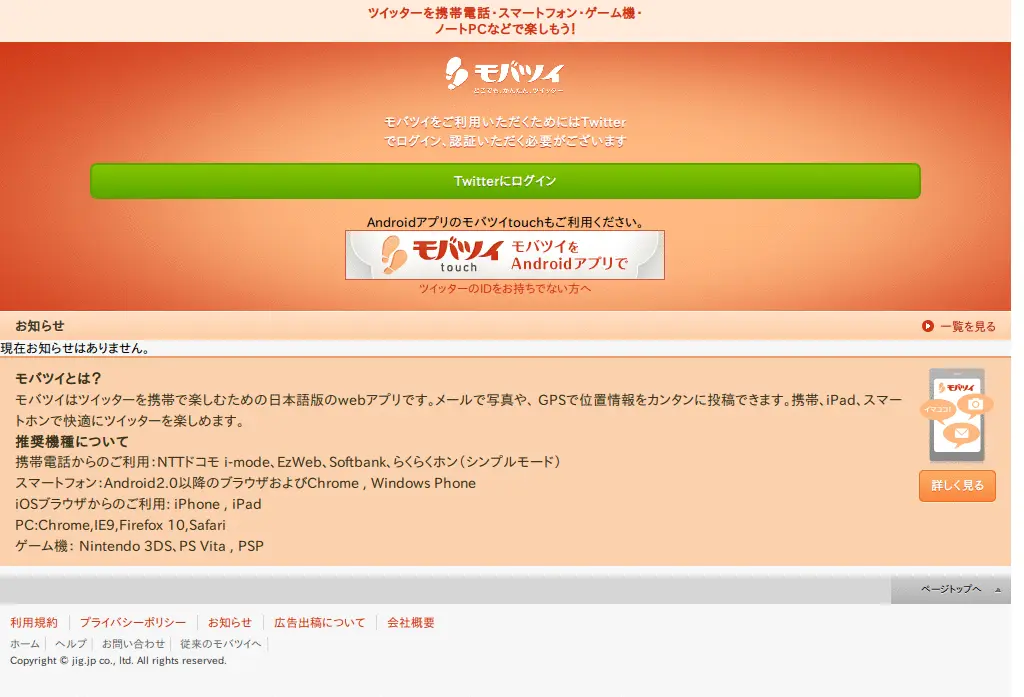 ツイッターを携帯電話・スマートフォン・ゲーム機・
ノートPCなどで楽しもう!
モバツイ
どこでも、かんたん、ツイッター
モバツイをご利用いただくためにはTwitter
でログイン、認証いただく必要がございます
Twitterにログイン
Androidアプリのモバツイtouchもご利用ください。
モバツイ touch モバツイを
Androidアプリで
ツイッターのIDをお持ちでない方へ
お知らせ 一覧を見る
現在お知らせはありません。
モバツイとは?
モバツイはツイッターを携帯で楽しむための日本語版のwebアプリです。メールで写真や、 GPSで位置情報をカンタンに投稿できます。携帯、iPad、スマー
トホンで快適にツイッターを楽しめます。
推奨機種について
携帯電話からのご利用：NTTドコモ i-mode、EzWeb、Softbank、らくらくホン（シンプルモード）
スマートフォン：Android2.0以降のブラウザおよびChrome , Windows Phone
iOSブラウザからのご利用: iPhone , iPad
PC:Chrome,IE9,Firefox 10,Safari
ゲーム機： Nintendo 3DS、PS Vita , PSP
モバツイ
イマココ!
詳しく見る
ページトップへ
利用規約 プライバシーポリシー お知らせ 広告出稿について 会社概要
ホーム ヘルプ お問い合わせ 従来のモバツイへ
Copyright © jig.jp co., ltd. All rights reserved.